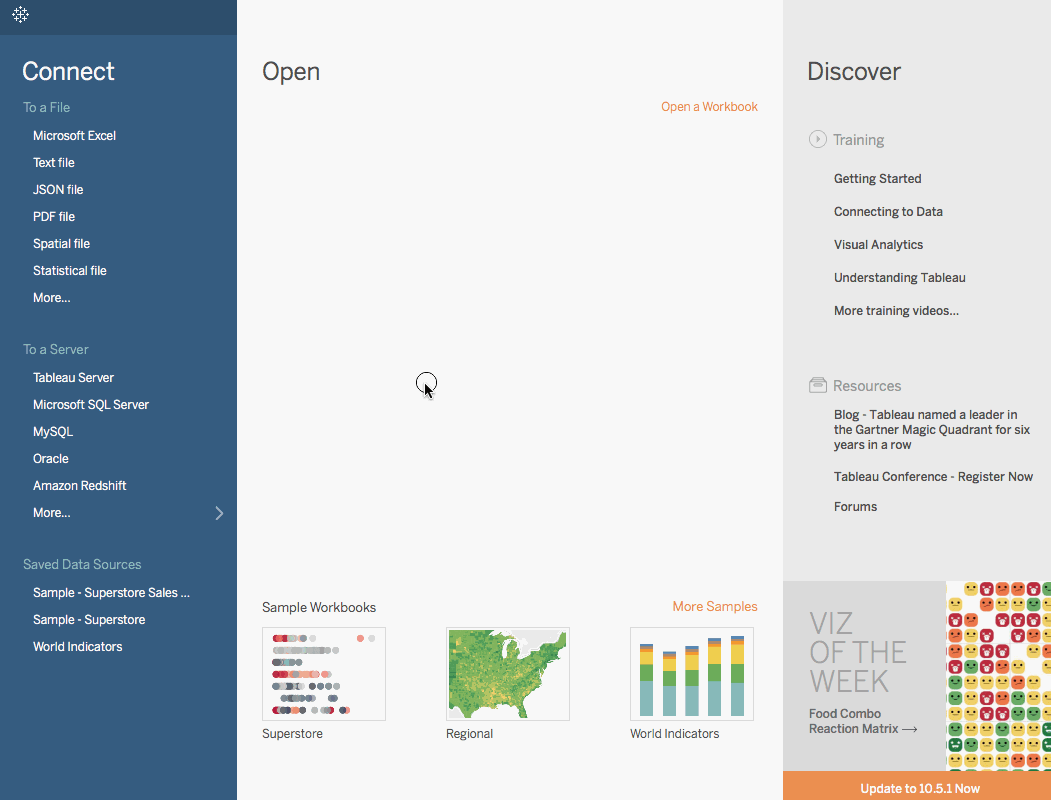 Connect
To a File
Microsoft Excel
Text file
JSON file
PDF file
Spatial file
Statistical file
More...
To a Server
Tableau Server
Microsoft SQL Server
MySQL
Oracle
Amazon Redshift
More...
Saved Data Sources
Sample - Superstore Sales ...
Sample - Superstore
World Indicators
Open
Open a Workbook
Sample Workbooks
More Samples
Superstore
Regional
World Indicators
Discover
Training
Getting Started
Connecting to Data
Visual Analytics
Understanding Tableau
More training videos...
Resources
Blog - Tableau named a leader in
the Gartner Magic Quadrant for six
years in a row
Tableau Conference - Register Now
Forums
VIZ
OF THE
WEEK
Food Combo
Reaction Matrix →
Update to 10.5.1 Now